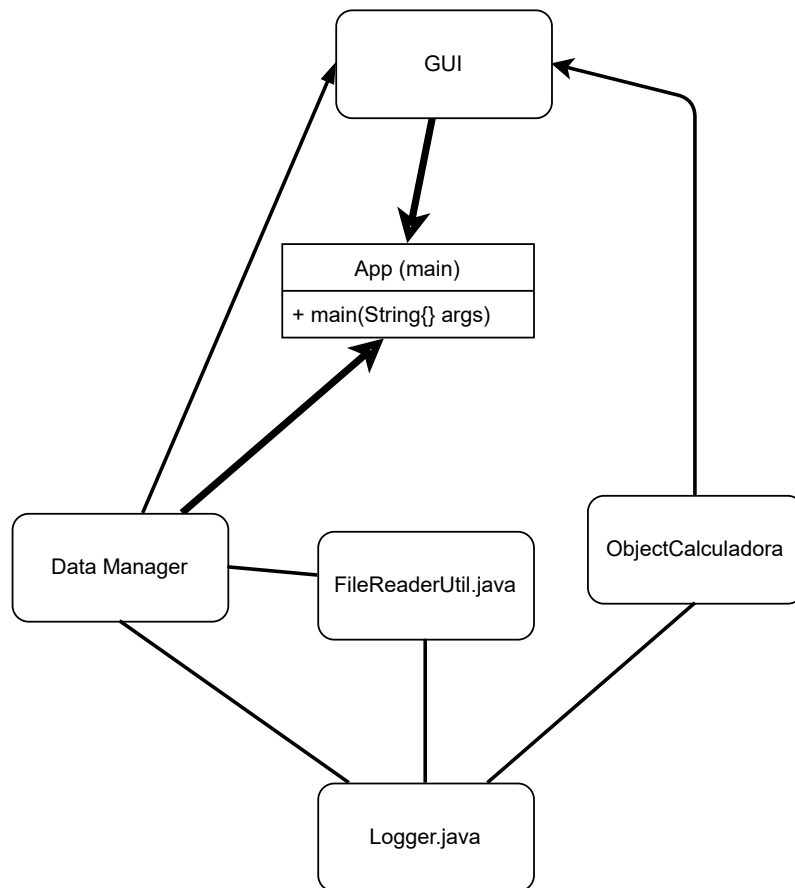 GUI
App (main)
+ main(String{} args)
Data Manager
FileReaderUtil.java
ObjectCalculadora
Logger.java